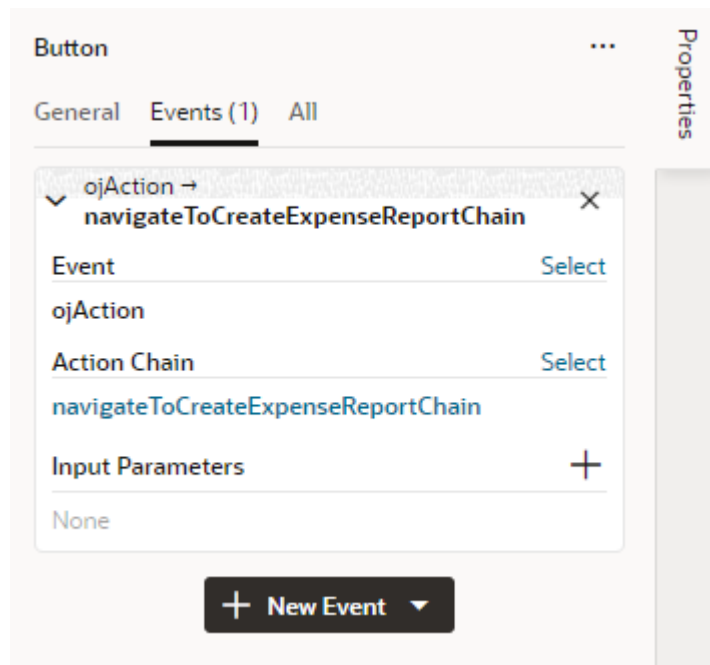 Button
...
Properties
General Events (1) All
ojAction →
navigateToCreateExpenseReportChain
Event Select
ojAction
Action Chain Select
navigateToCreateExpenseReportChain
Input Parameters
None
New Event